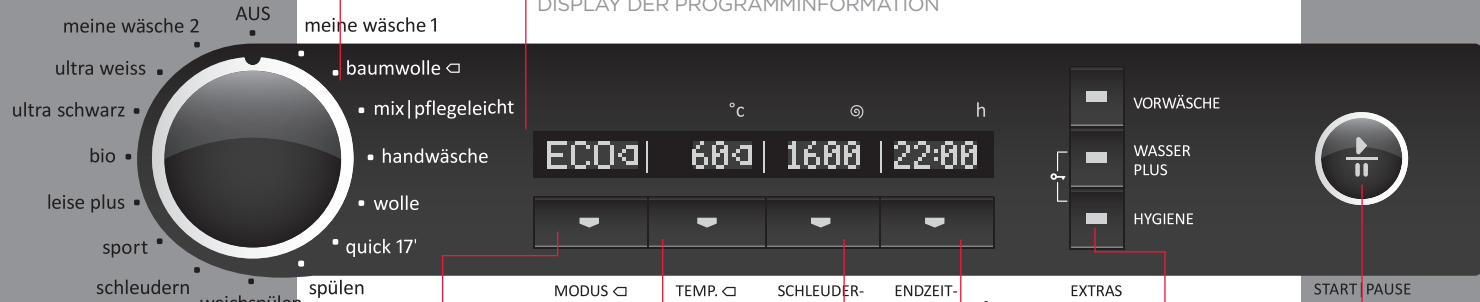 DISPLAY DER PROGRAMMINFORMATION
AUS
meine wäsche 2
meine wäsche 1
ultra weiss
baumwolle
ultra schwarz
mix|pflegeleicht
bio
handwäsche
leise plus
wolle
sport
quick 17'
schleudern
spülen
weichspülen
°c
h
ECO
60
1600
22:00
VORWÄSCHE
WASSER
PLUS
HYGIENE
MODUS
TEMP.
SCHLEUDER-
ENDZEIT-
EXTRAS
START|PAUSE